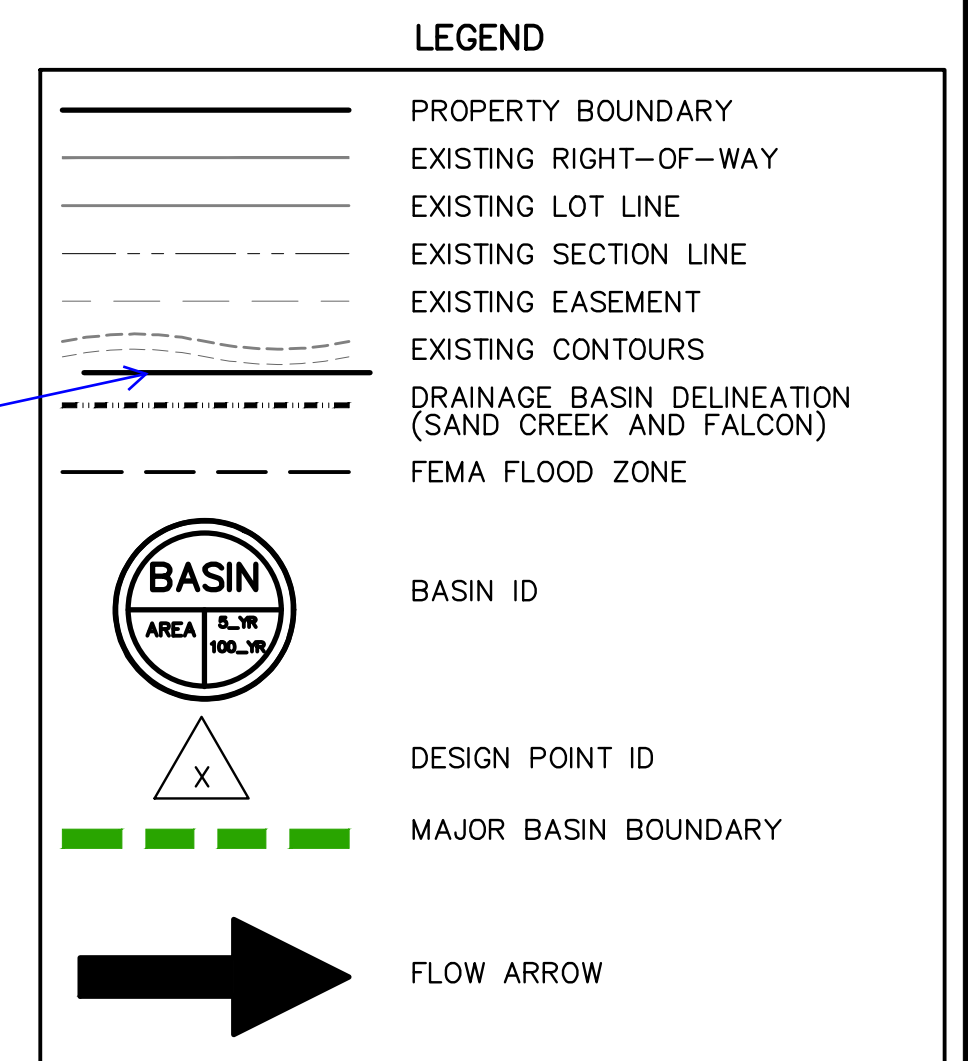 LEGEND
PROPERTY BOUNDARY
EXISTING RIGHT-OF-WAY
EXISTING LOT LINE
EXISTING SECTION LINE
EXISTING EASEMENT
EXISTING CONTOURS
DRAINAGE BASIN DELINEATION
(SAND CREEK AND FALCON)
FEMA FLOOD ZONE
BASIN
AREA
5_YR
100_YR
BASIN ID
X
DESIGN POINT ID
MAJOR BASIN BOUNDARY
FLOW ARROW